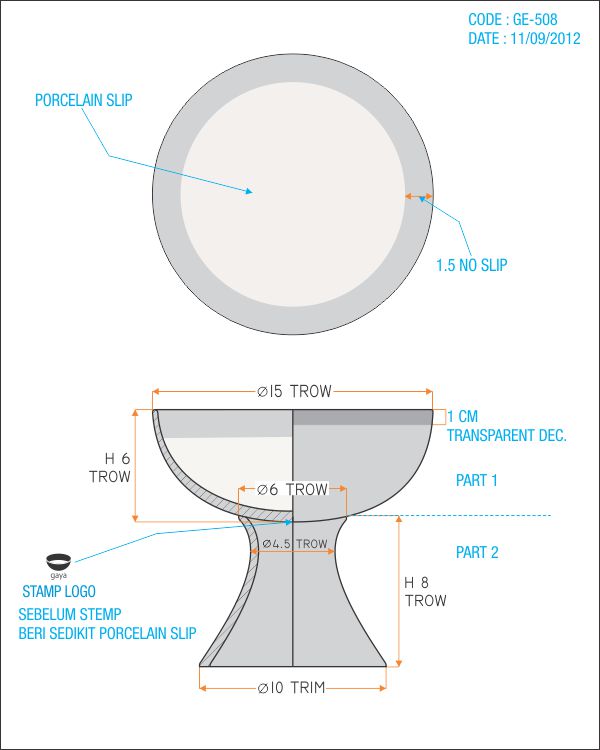 CODE : GE-508
DATE : 11/09/2012
PORCELAIN SLIP
1.5 NO SLIP
Ø15 TROW
1 CM
TRANSPARENT DEC.
H 6
TROW
PART 1
Ø6 TROW
Ø4.5 TROW
PART 2
gaya
STAMP LOGO
SEBELUM STEMP
BERI SEDIKIT PORCELAIN SLIP
H 8
TROW
Ø10 TRIM